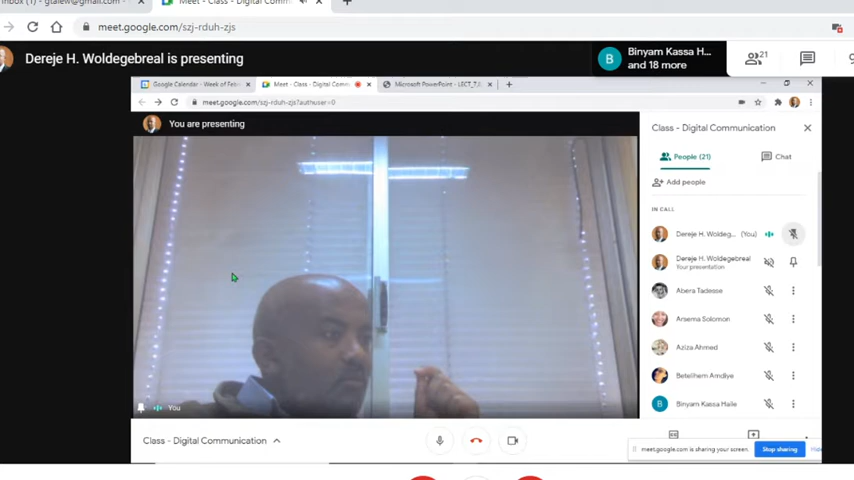 Inbox (1) - gtalew@gmail.com
Meet - Class - Digital Comm
meet.google.com/szj-rduh-zjs
Dereje H. Woldegebreal is presenting
B
Binyam Kassa H...
and 18 more
21
Google Calendar - Week of Feb
Meet - Class - Digital Comm
Microsoft PowerPoint - LECT_7
meet.google.com/szj-rduh-zjs?authuser=0
You are presenting
Class - Digital Communication
People (21)
Chat
Add people
IN CALL
Dereje H. Woldeg... (You)
Dereje H. Woldegebreal
Your presentation
Abera Tadesse
Arsema Solomon
Aziza Ahmed
Betelihem Amdiye
B
Binyam Kassa Haile
You
Class - Digital Communication
meet.google.com is sharing your screen.
Stop sharing
Hide